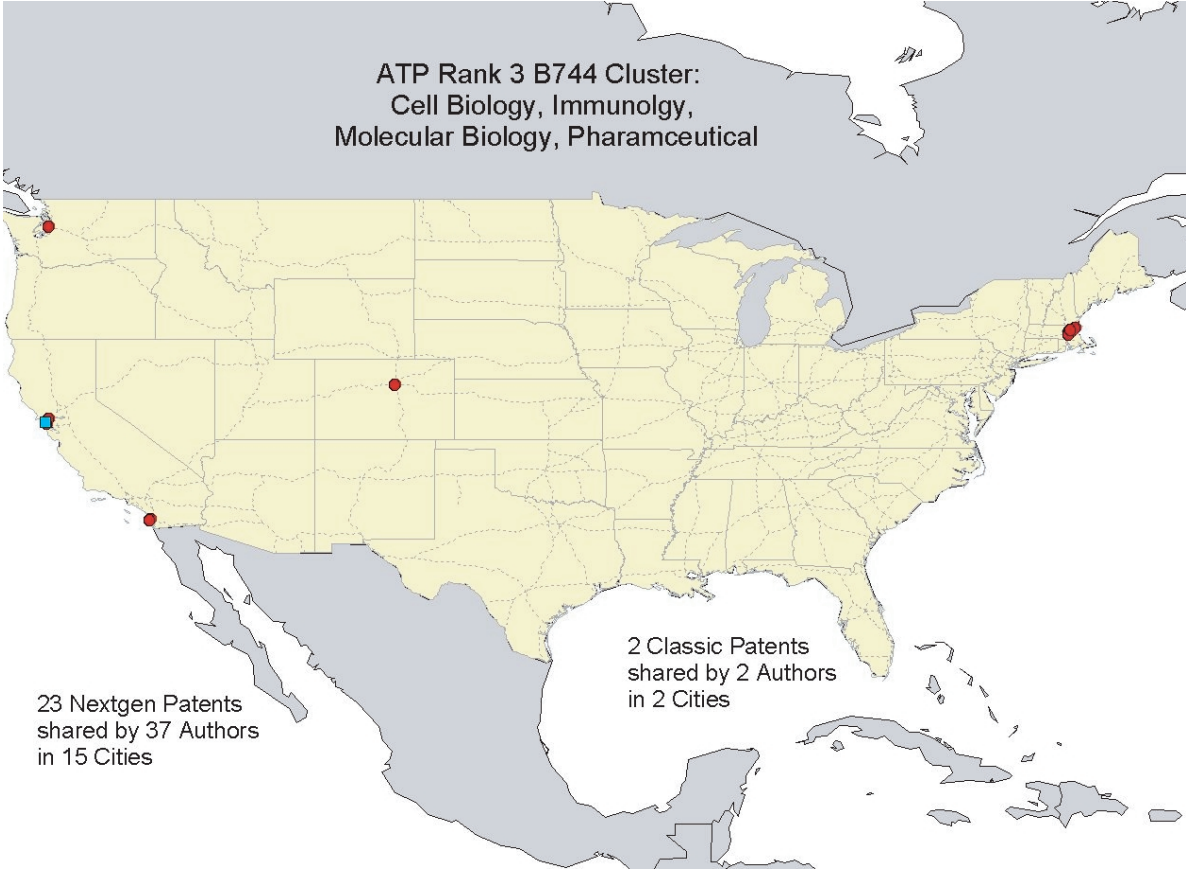 ATP Rank 3 B744 Cluster:
Cell Biology, Immunolgy,
Molecular Biology, Pharamceutical
2 Classic Patents
shared by 2 Authors
in 2 Cities
23 Nextgen Patents
shared by 37 Authors
in 15 Cities